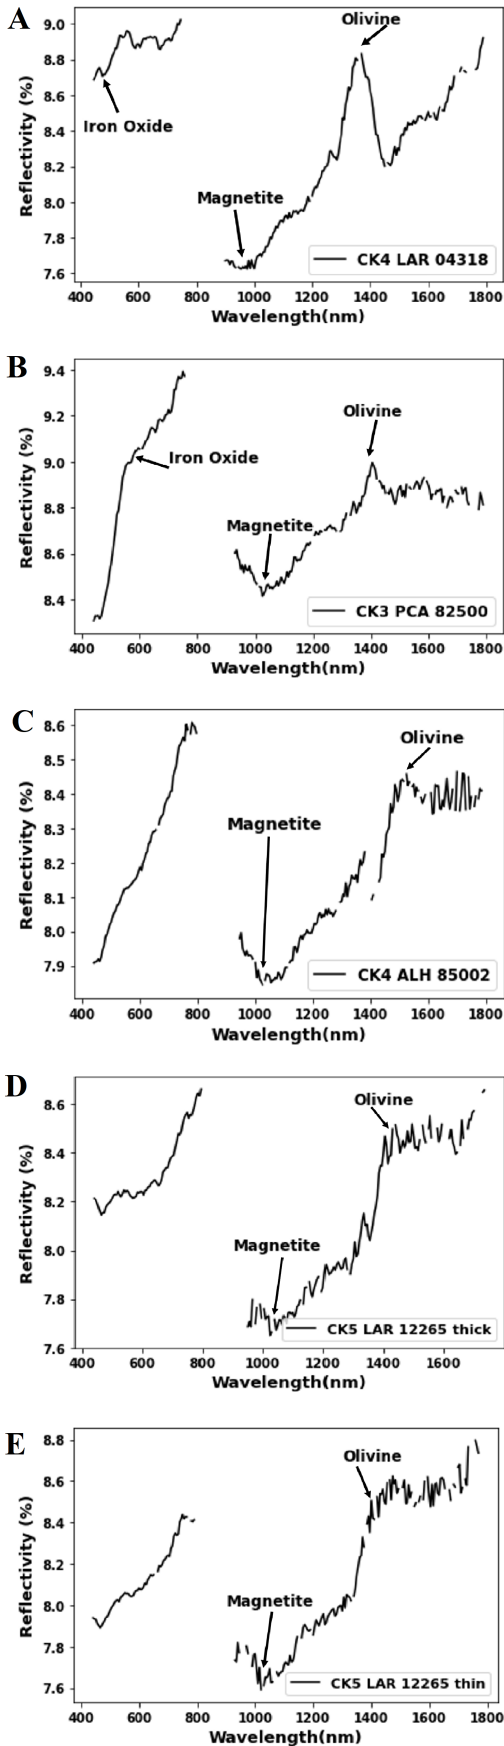 A
9.0
8.8
8.6
8.4
8.2
8.0
7.8
7.6
Reflectivity (%)
Olivine
Iron Oxide
Magnetite
CK4 LAR 04318
400 600 800 1000 1200 1400 1600 1800
Wavelength(nm)
B
9.4
9.2
9.0
8.8
8.6
8.4
Reflectivity (%)
Olivine
Iron Oxide
Magnetite
CK3 PCA 82500
400 600 800 1000 1200 1400 1600 1800
Wavelength(nm)
C
8.6
8.5
8.4
8.3
8.2
8.1
8.0
7.9
Reflectivity (%)
Olivine
Magnetite
CK4 ALH 85002
400 600 800 1000 1200 1400 1600 1800
Wavelength(nm)
D
8.6
8.4
8.2
8.0
7.8
7.6
Reflectivity (%)
Olivine
Magnetite
CK5 LAR 12265 thick
400 600 800 1000 1200 1400 1600
Wavelength(nm)
E
8.8
8.6
8.4
8.2
8.0
7.8
7.6
Reflectivity (%)
Olivine
Magnetite
CK5 LAR 12265 thin
400 600 800 1000 1200 1400 1600 1800
Wavelength(nm)